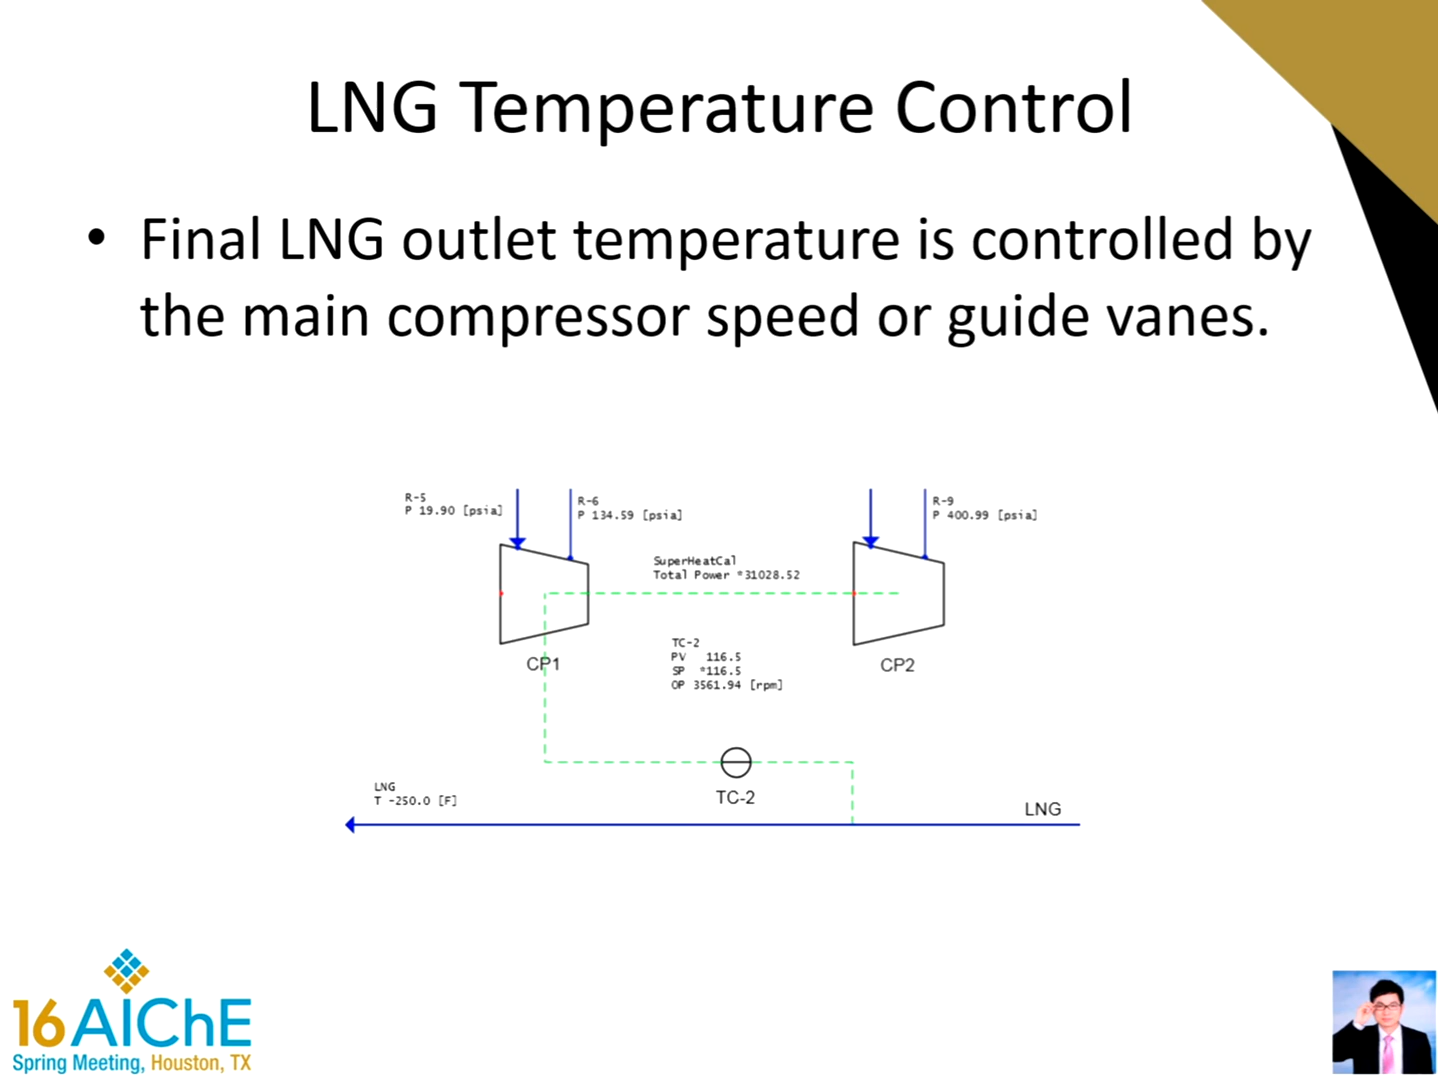 LNG Temperature Control
• Final LNG outlet temperature is controlled by
the main compressor speed or guide vanes.
R-5
P 19.90 [psia]
R-6
P 134.59 [psia]
R-9
P 400.99 [psia]
SuperHeatCal
Total Power *31028.52
CP1
TC-2
PV 116.5
SP *116.5
OP 3561.94 [rpm]
CP2
LNG
T -250.0 [F]
TC-2
LNG
16 AIChE
Spring Meeting, Houston, TX